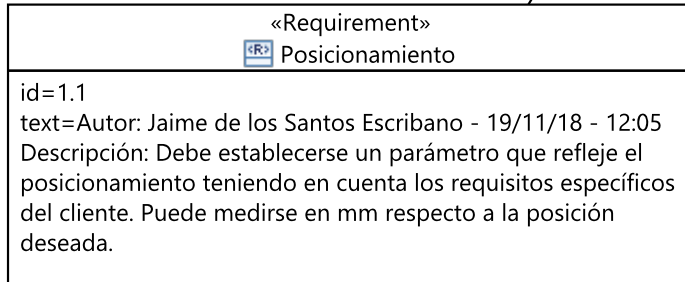 «Requirement»
<R> Posicionamiento
id=1.1
text=Autor: Jaime de los Santos Escribano - 19/11/18 - 12:05
Descripción: Debe establecerse un parámetro que refleje el
posicionamiento teniendo en cuenta los requisitos específicos
del cliente. Puede medirse en mm respecto a la posición
deseada.